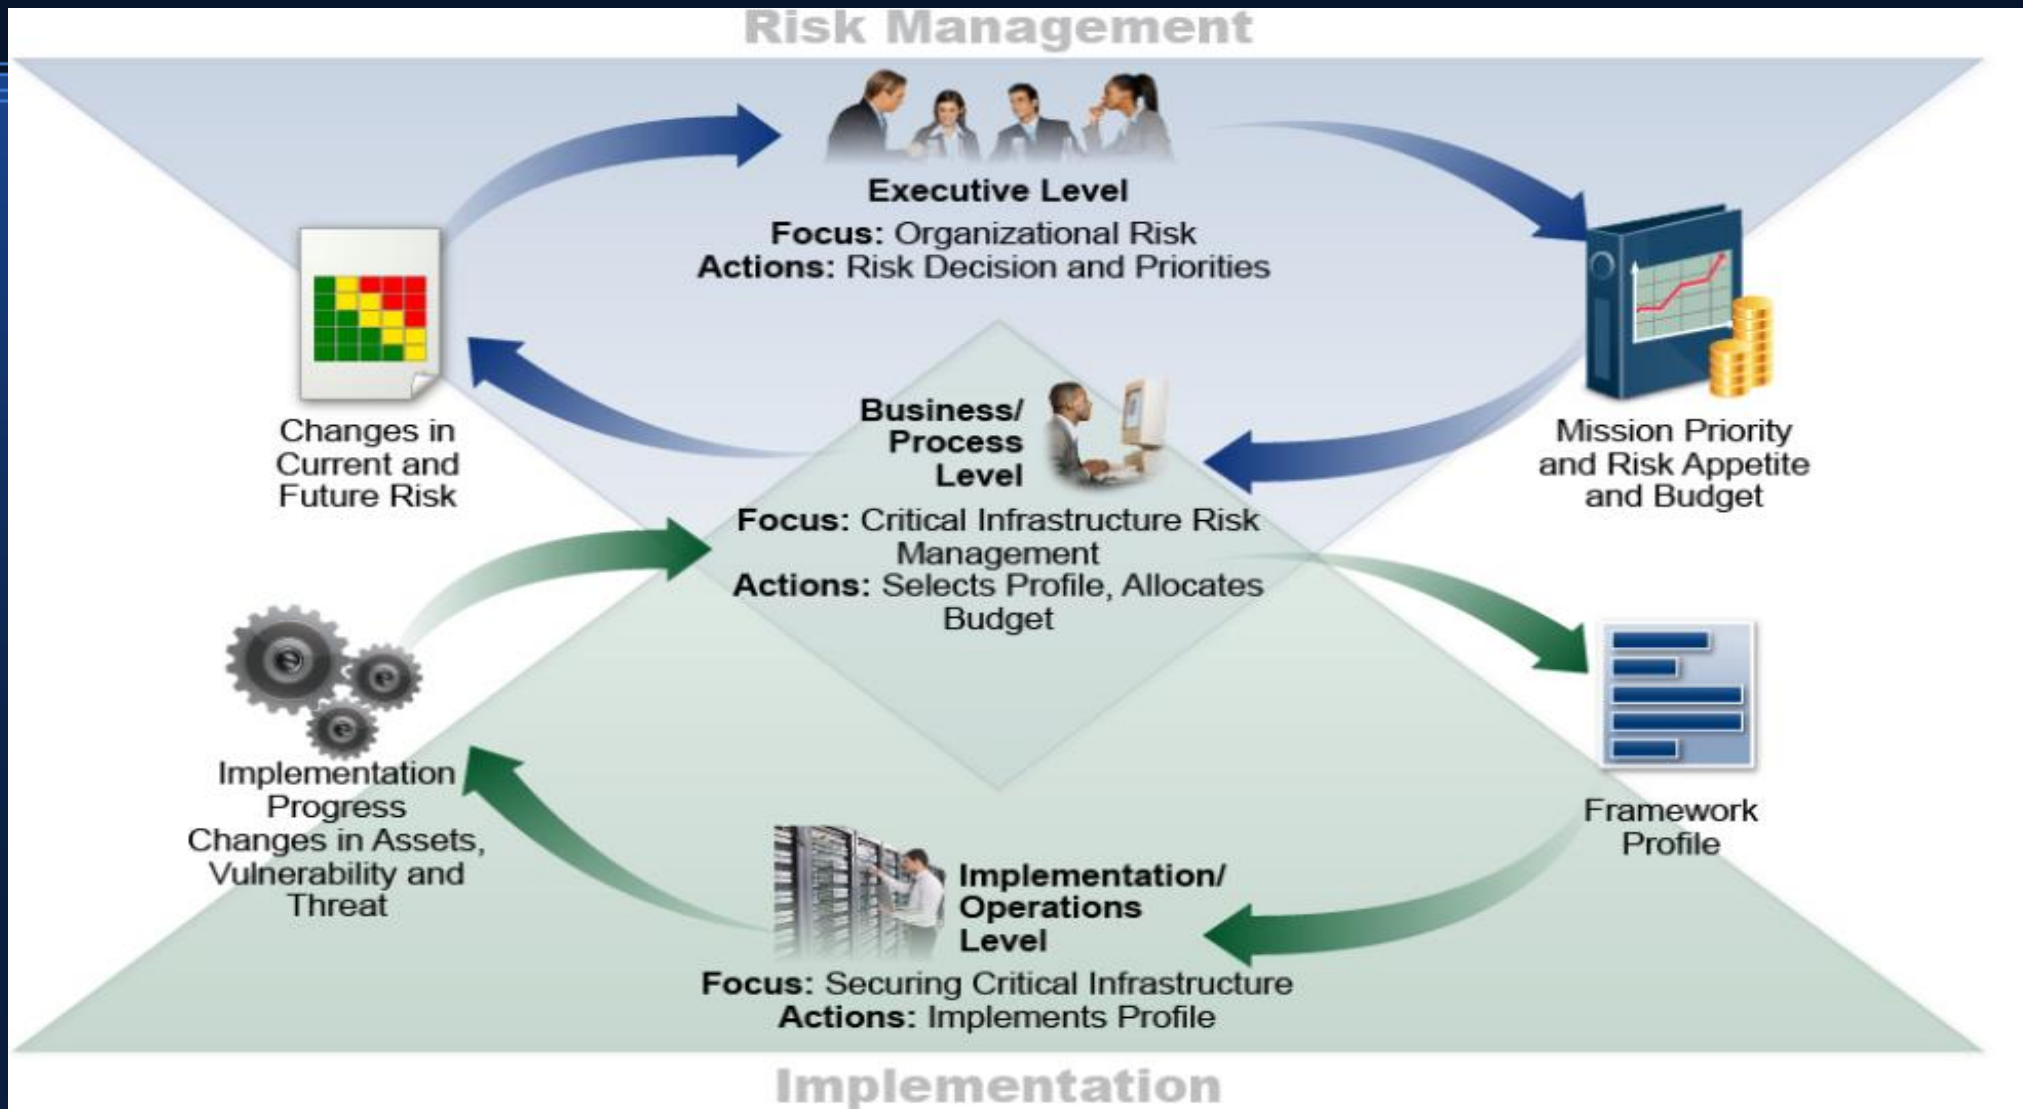 Risk Management
Executive Level
Focus: Organizational Risk
Actions: Risk Decision and Priorities
Changes in
Current and
Future Risk
Mission Priority
and Risk Appetite
and Budget
Business/
Process
Level
Focus: Critical Infrastructure Risk
Management
Actions: Selects Profile, Allocates
Budget
Implementation
Progress
Changes in Assets,
Vulnerability and
Threat
Framework
Profile
Implementation/
Operations
Level
Focus: Securing Critical Infrastructure
Actions: Implements Profile
Implementation